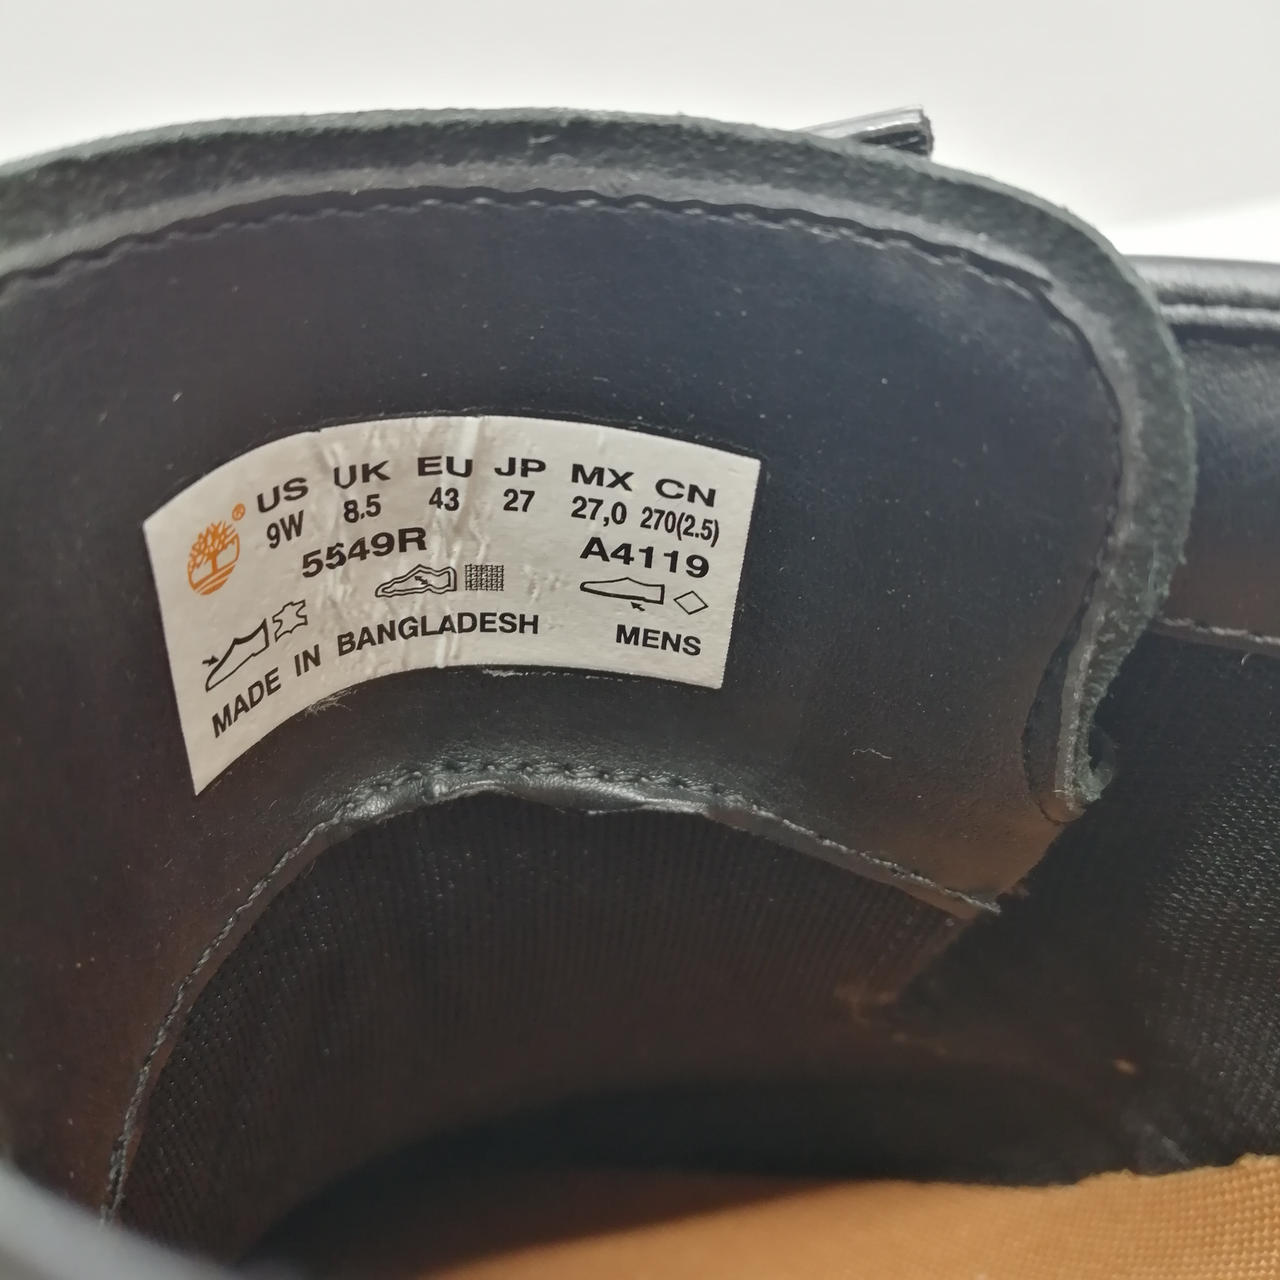 US UK EU JP MX CN
9W 8.5 43 27 27,0 270(2.5)
5549R A4119
MADE IN BANGLADESH MENS
®